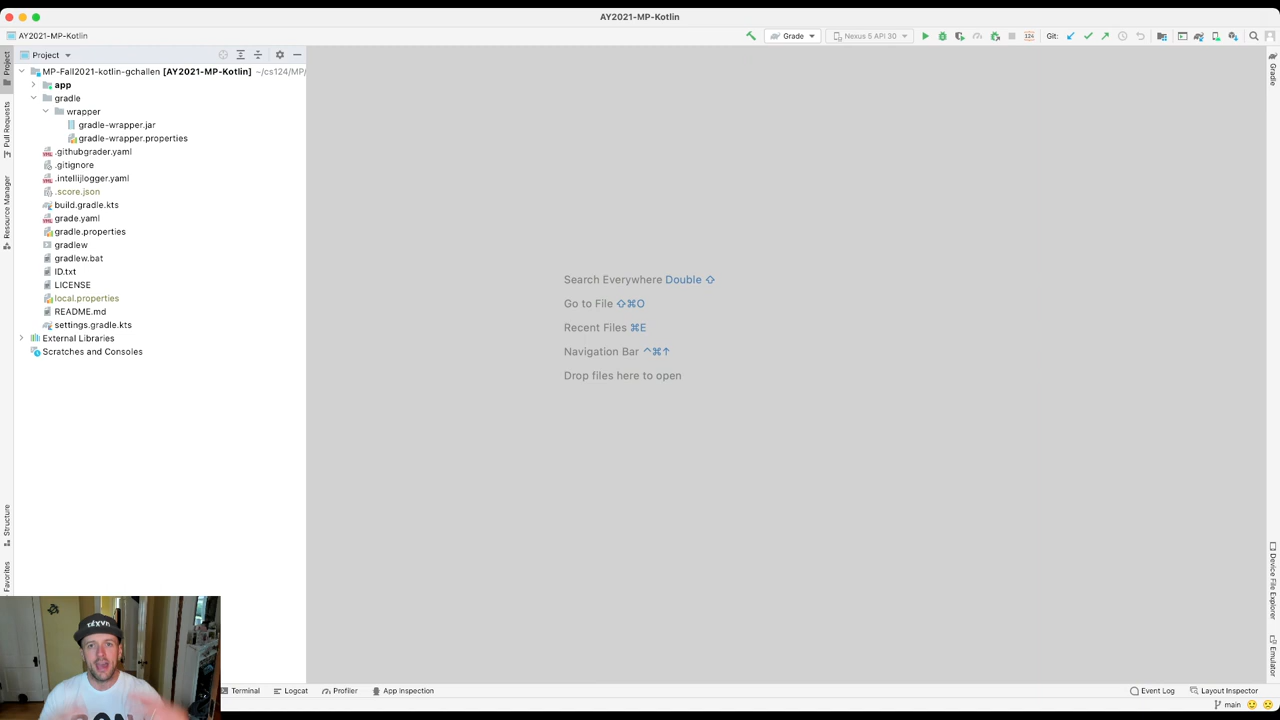 AY2021-MP-Kotlin
AY2021-MP-Kotlin
Grade
Nexus 5 API 30
Git:
Project
MP-Fall2021-kotlin-gchallen [AY2021-MP-Kotlin] ~/cs124/MP/
app
gradle
wrapper
gradle-wrapper.jar
gradle-wrapper.properties
.githubgrader.yaml
.gitignore
.intellijlogger.yaml
.score.json
build.gradle.kts
grade.yaml
gradle.properties
gradlew
gradlew.bat
ID.txt
LICENSE
local.properties
README.md
settings.gradle.kts
External Libraries
Scratches and Consoles
Project
Pull Requests
Resource Manager
Structure
Favorites
Search Everywhere Double ⇧
Go to File ⇧⌘O
Recent Files ⌘E
Navigation Bar ^⌘↑
Drop files here to open
Gradle
Device File Explorer
Emulator
Terminal
Logcat
Profiler
App Inspection
Event Log
Layout Inspector
main